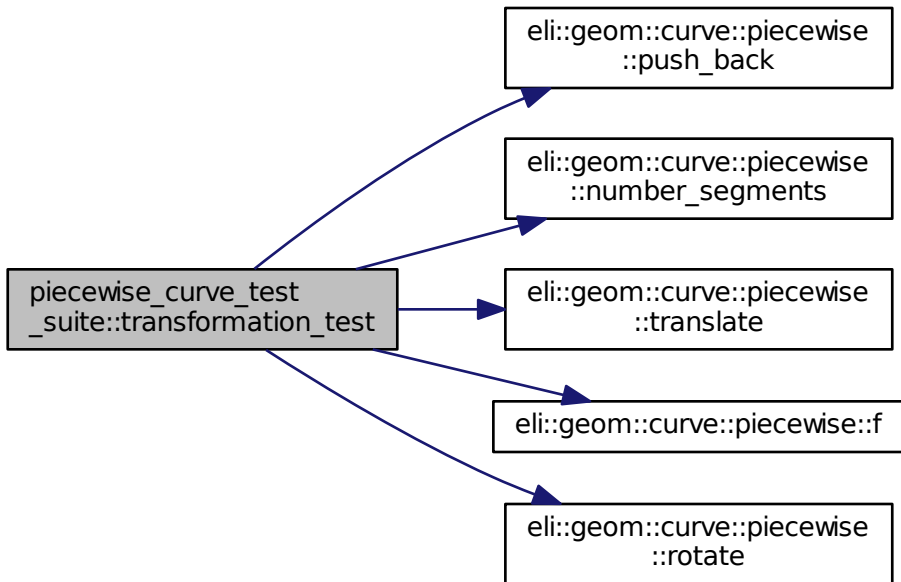 eli::geom::curve::piecewise
::push_back
eli::geom::curve::piecewise
::number_segments
piecewise_curve_test
_suite::transformation_test
eli::geom::curve::piecewise
::translate
eli::geom::curve::piecewise::f
eli::geom::curve::piecewise
::rotate